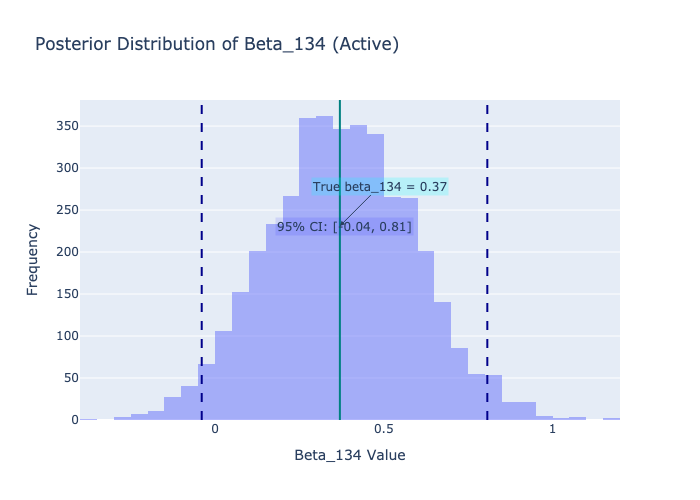 Posterior Distribution of Beta_134 (Active)
350
300
250
200
150
100
50
0
Frequency
True beta_134 = 0.37
95% CI: [-0.04, 0.81]
0
0.5
1
Beta_134 Value